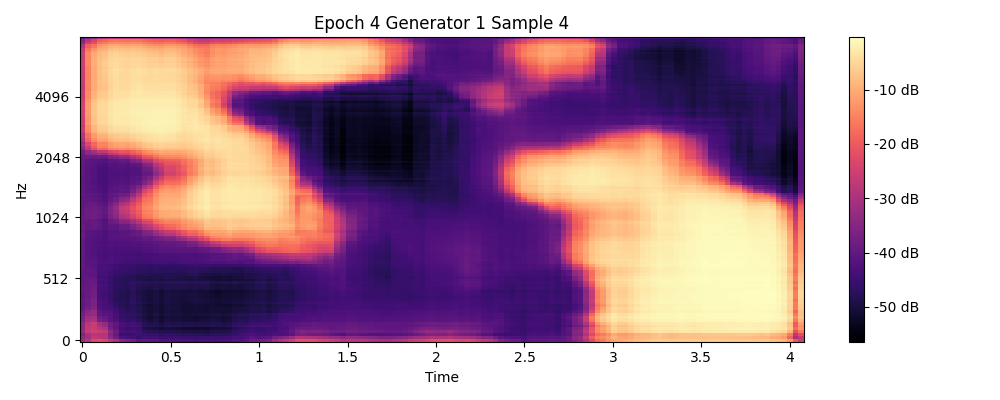 Epoch 4 Generator 1 Sample 4
Hz
4096
2048
1024
512
0
0 0.5 1 1.5 2 2.5 3 3.5 4
Time
-10 dB
-20 dB
-30 dB
-40 dB
-50 dB